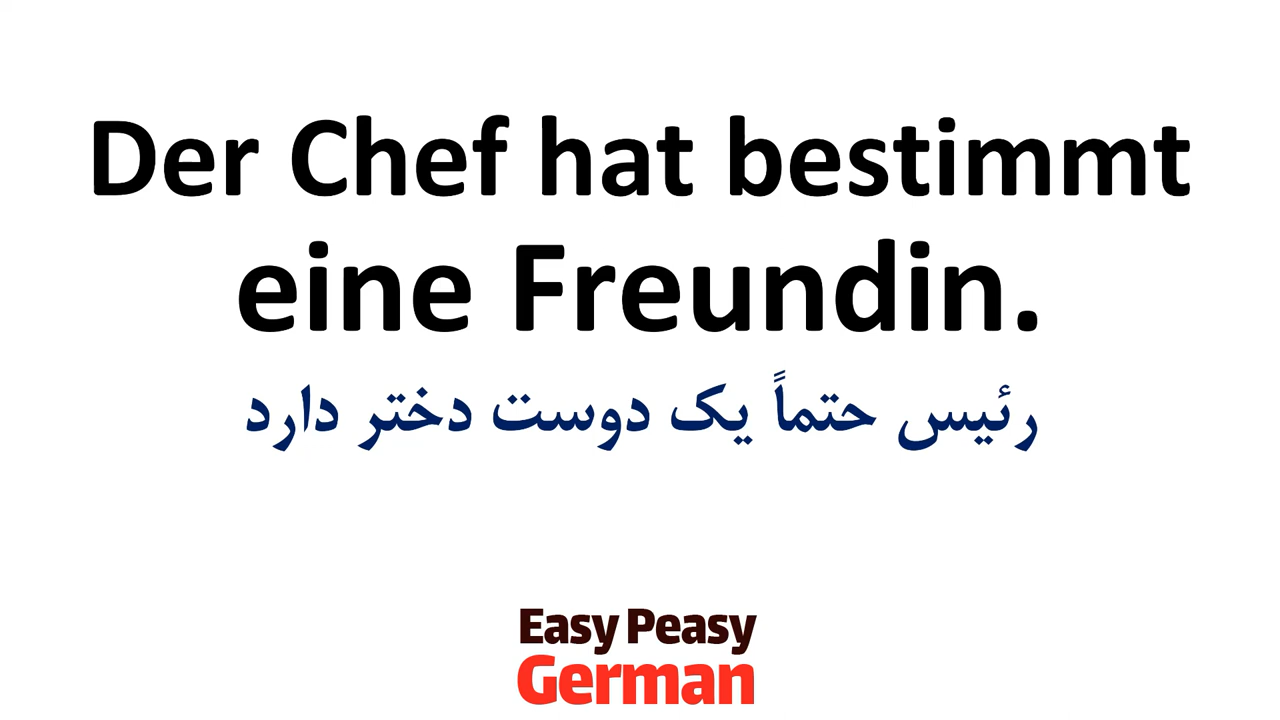 Der Chef hat bestimmt
eine Freundin.
رئیس حتماً یک دوست دختر دارد
Easy Peasy
German